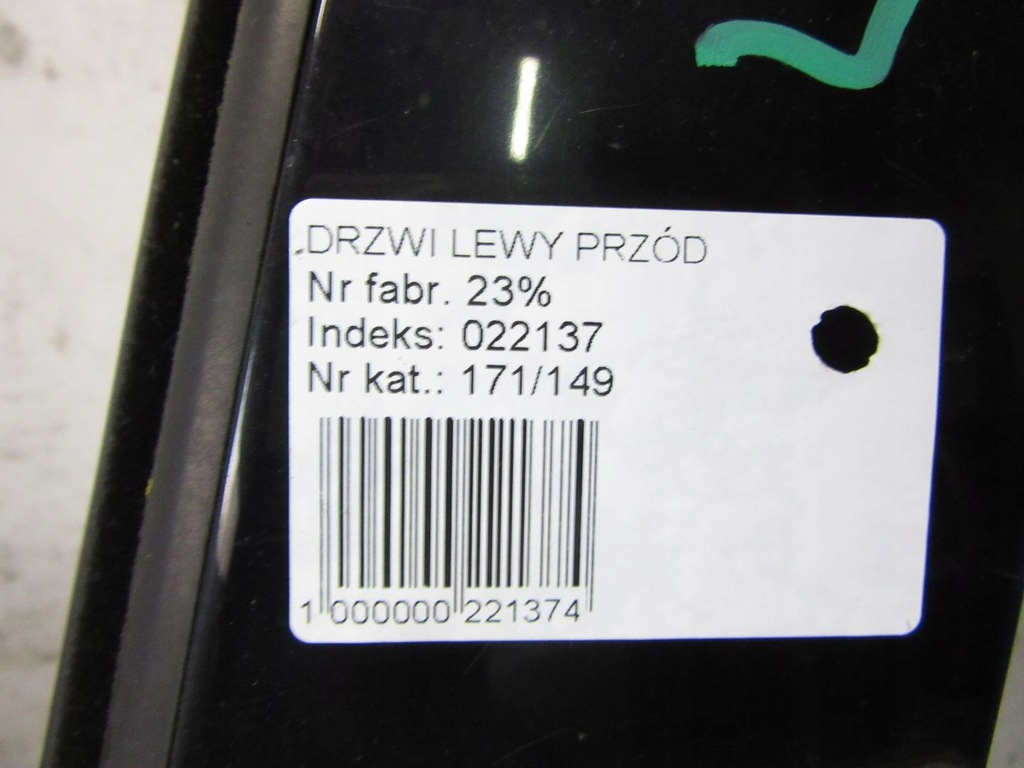 DRZWI LEWY PRZÓD
Nr fabr. 23%
Indeks: 022137
Nr kat.: 171/149
1 000000 221374